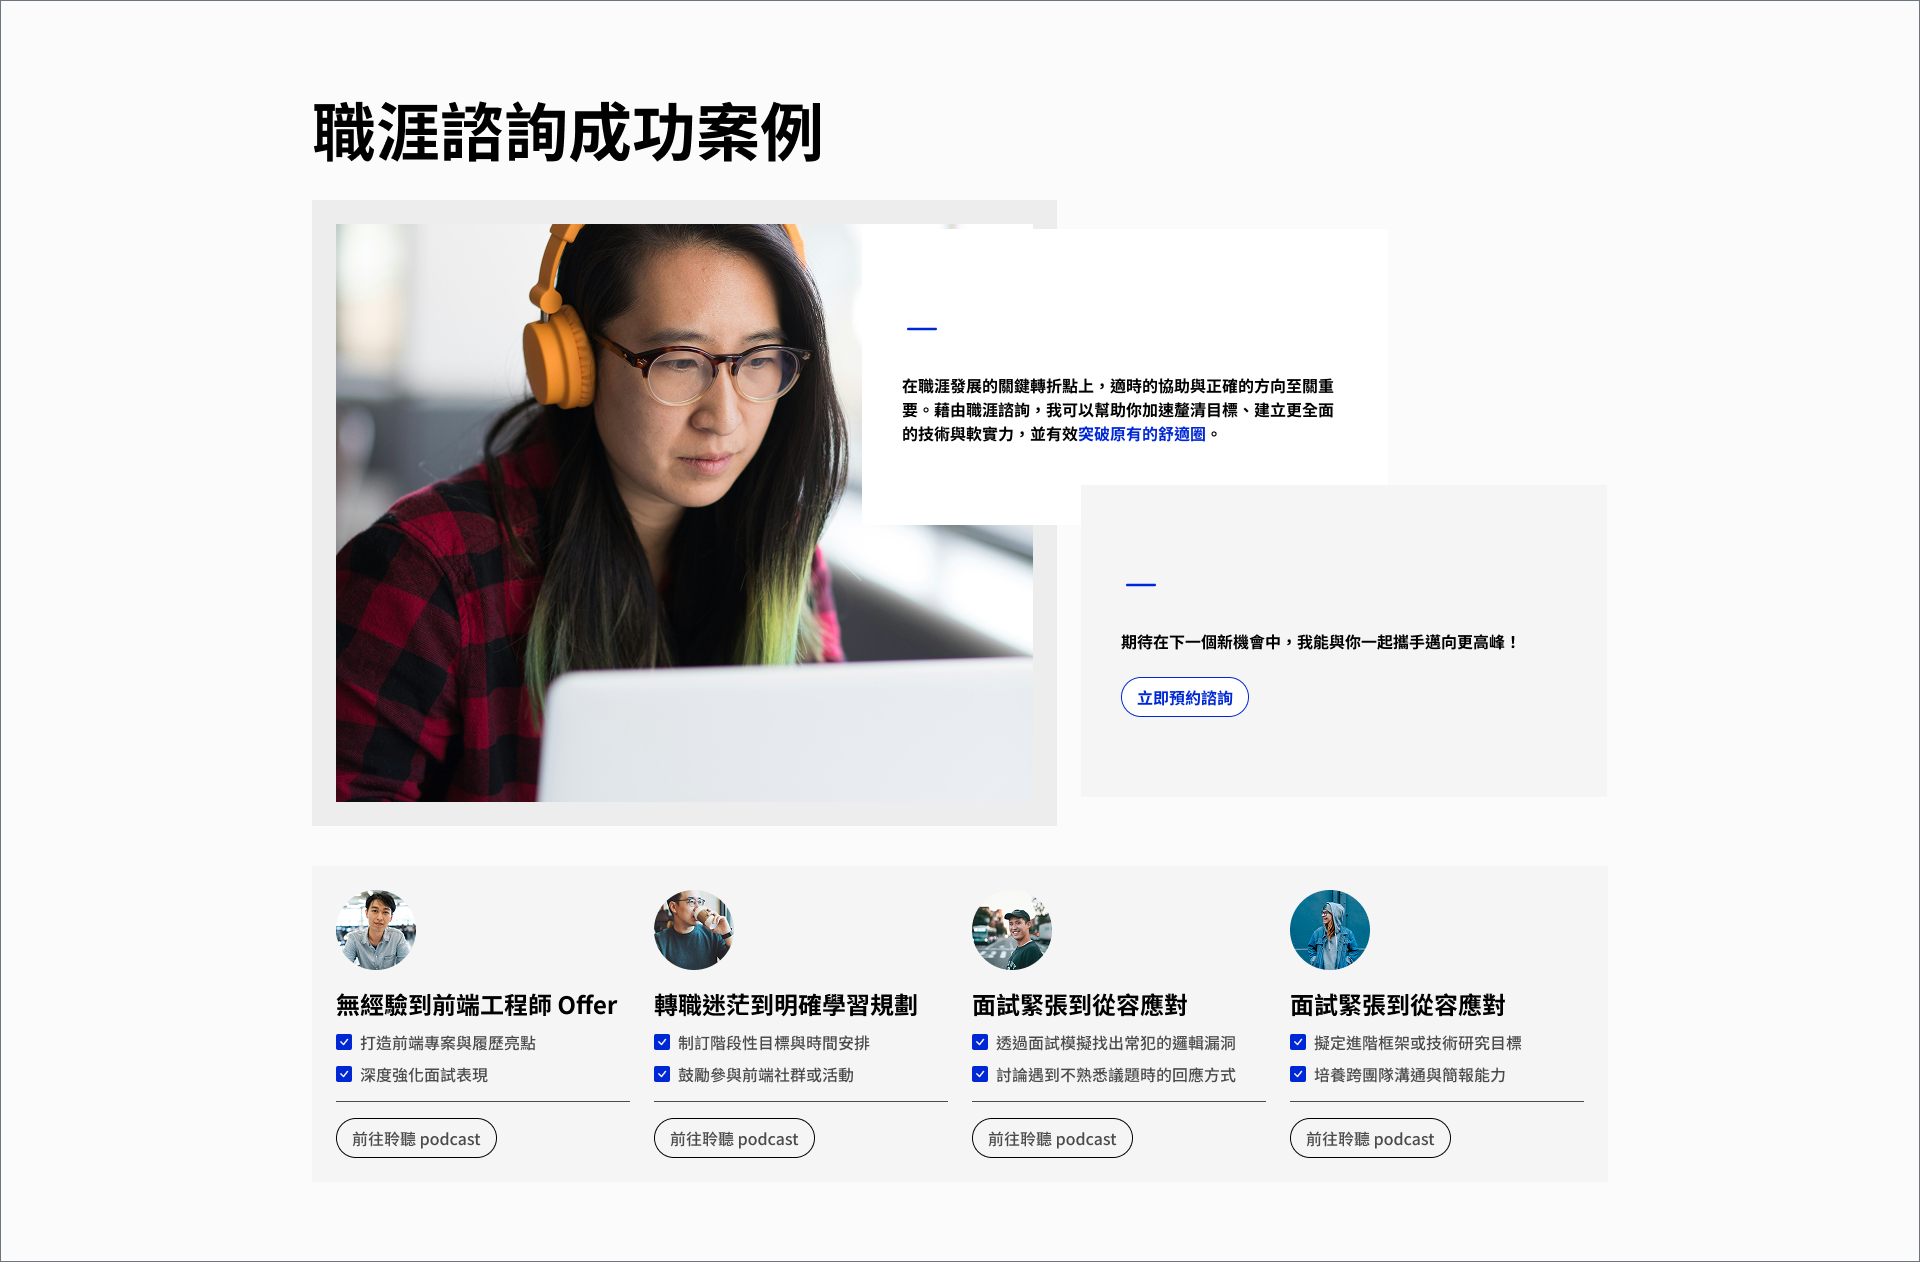 職涯諮詢成功案例
在職涯發展的關鍵轉折點上，適時的協助與正確的方向至關重
要。藉由職涯諮詢，我可以幫助你加速釐清目標、建立更全面
的技術與軟實力，並有效突破原有的舒適圈。
期待在下一個新機會中，我能與你一起攜手邁向更高峰！
立即預約諮詢
無經驗到前端工程師 Offer
打造前端專案與履歷亮點
深度強化面試表現
前往聆聽 podcast
轉職迷茫到明確學習規劃
制訂階段性目標與時間安排
鼓勵參與前端社群或活動
前往聆聽 podcast
面試緊張到從容應對
透過面試模擬找出常犯的邏輯漏洞
討論遇到不熟悉議題時的回應方式
前往聆聽 podcast
面試緊張到從容應對
擬定進階框架或技術研究目標
培養跨團隊溝通與簡報能力
前往聆聽 podcast